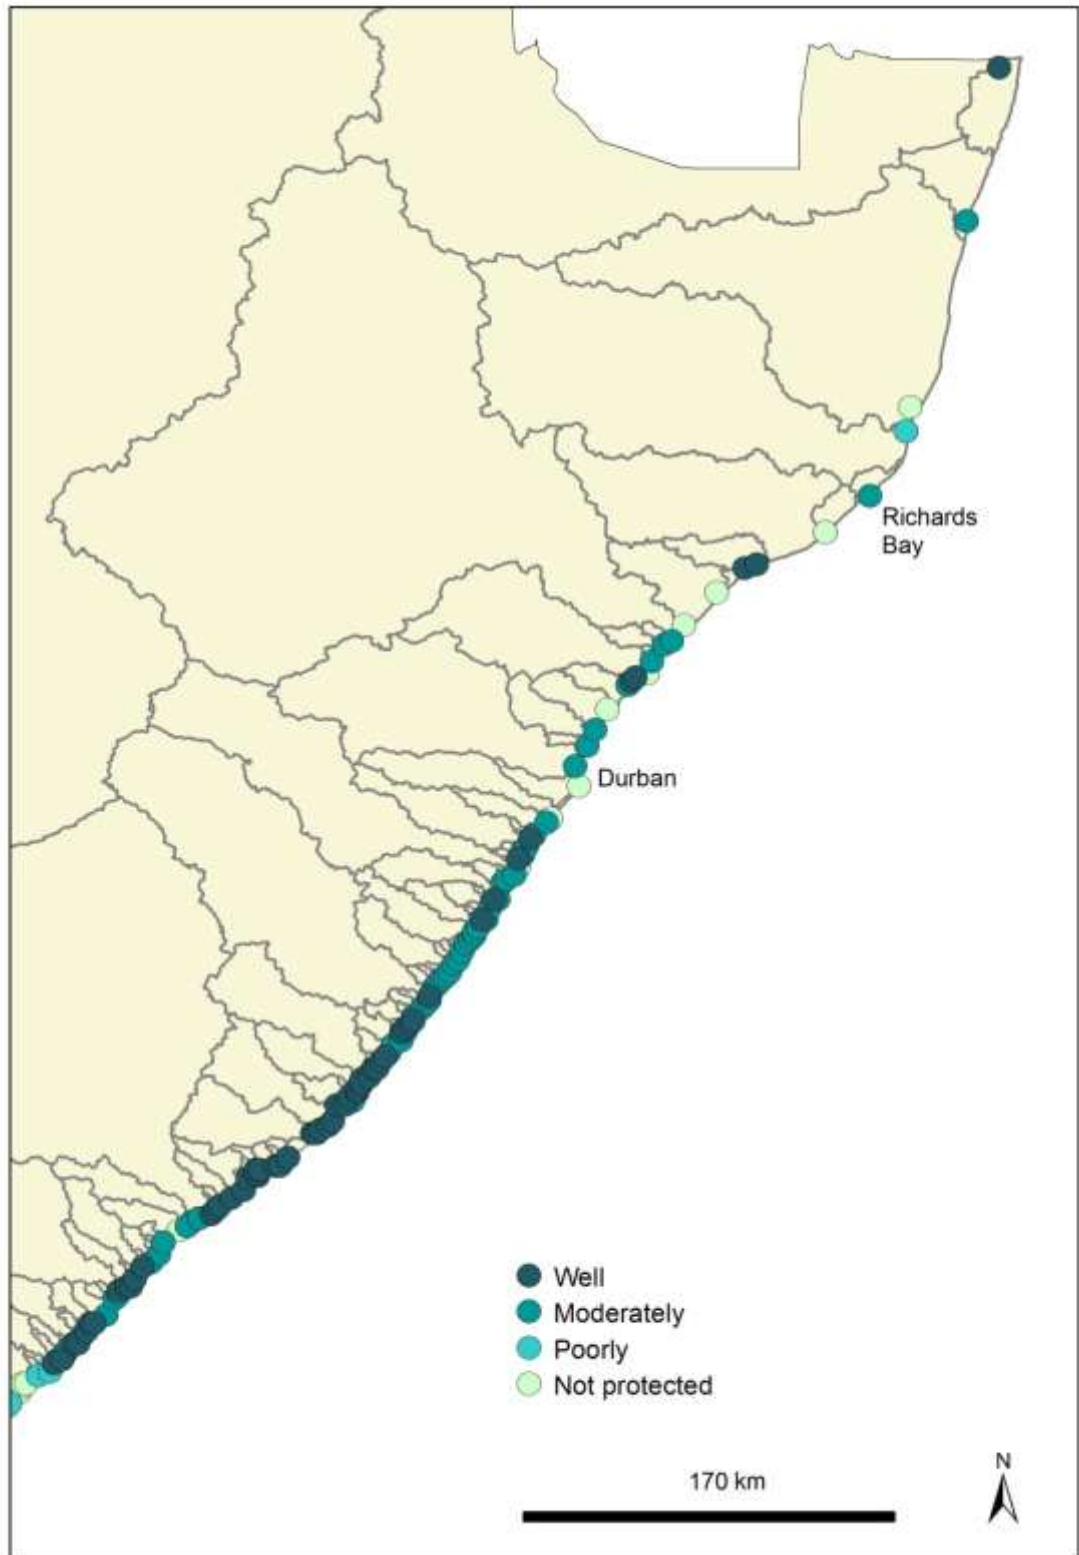 Richards
Bay
Durban
Well
Moderately
Poorly
Not protected
170 km
N